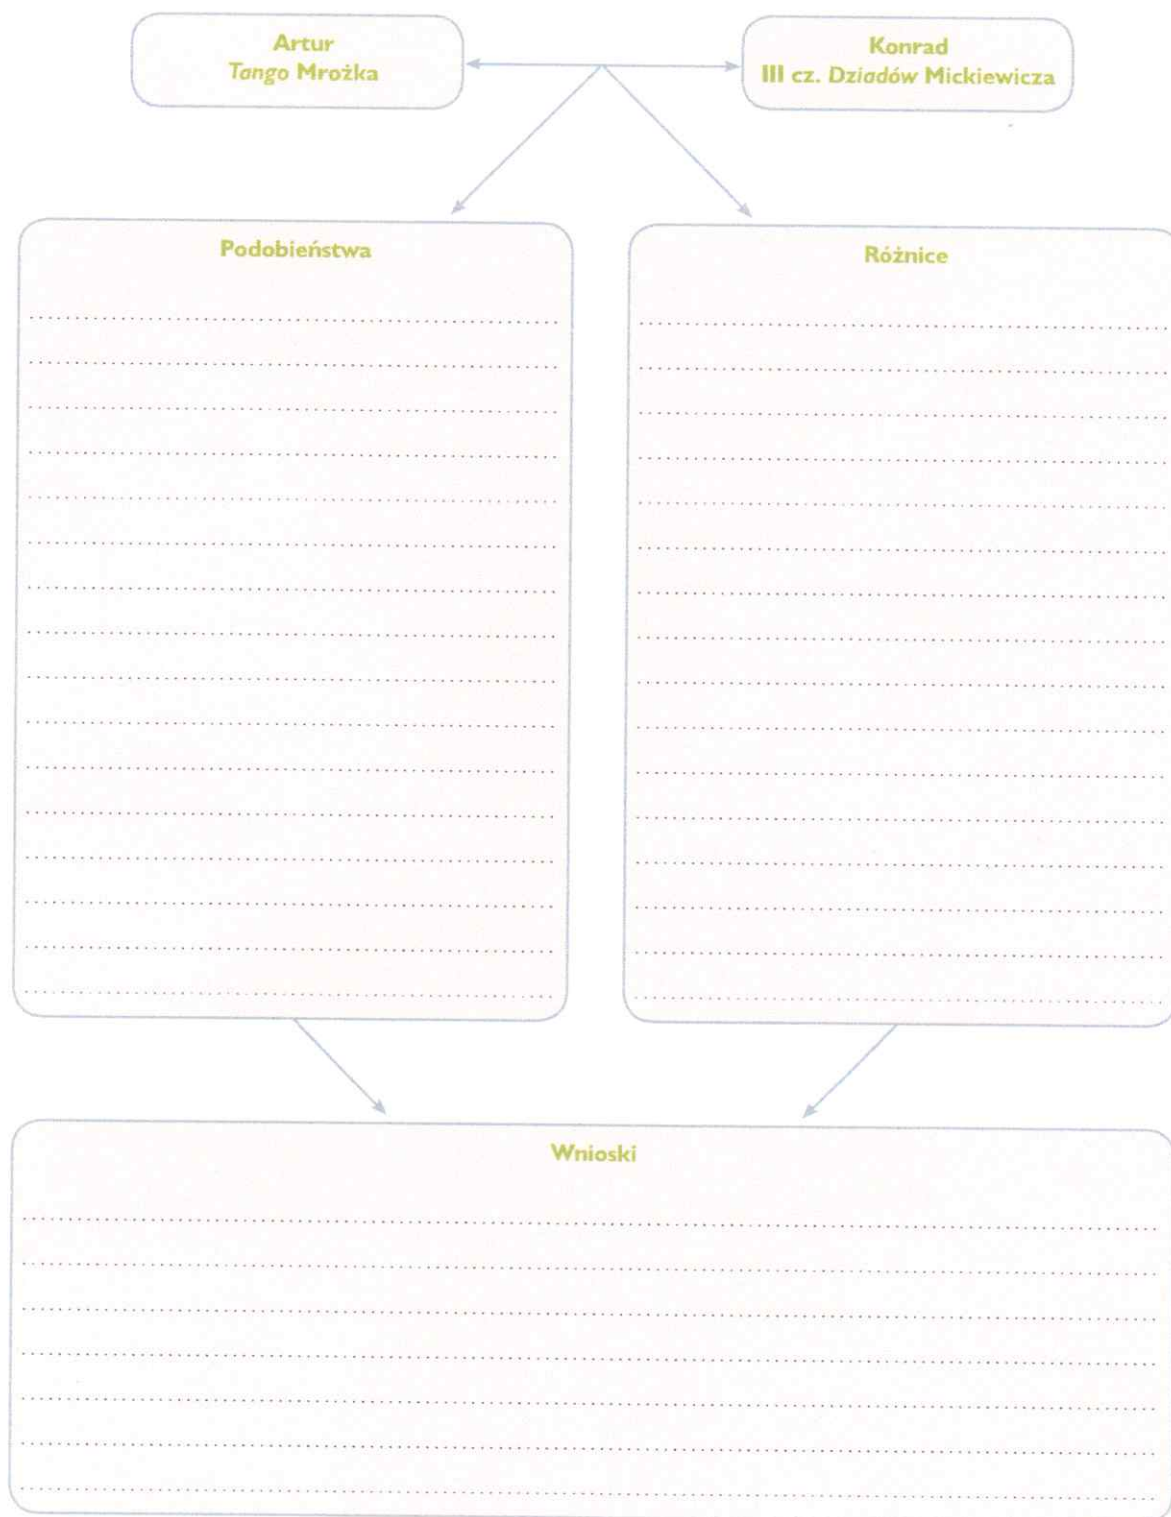 Artur
Tango Mrożka
Konrad
III cz. Dziadów Mickiewicza
Podobieństwa
Różnice
Wnioski